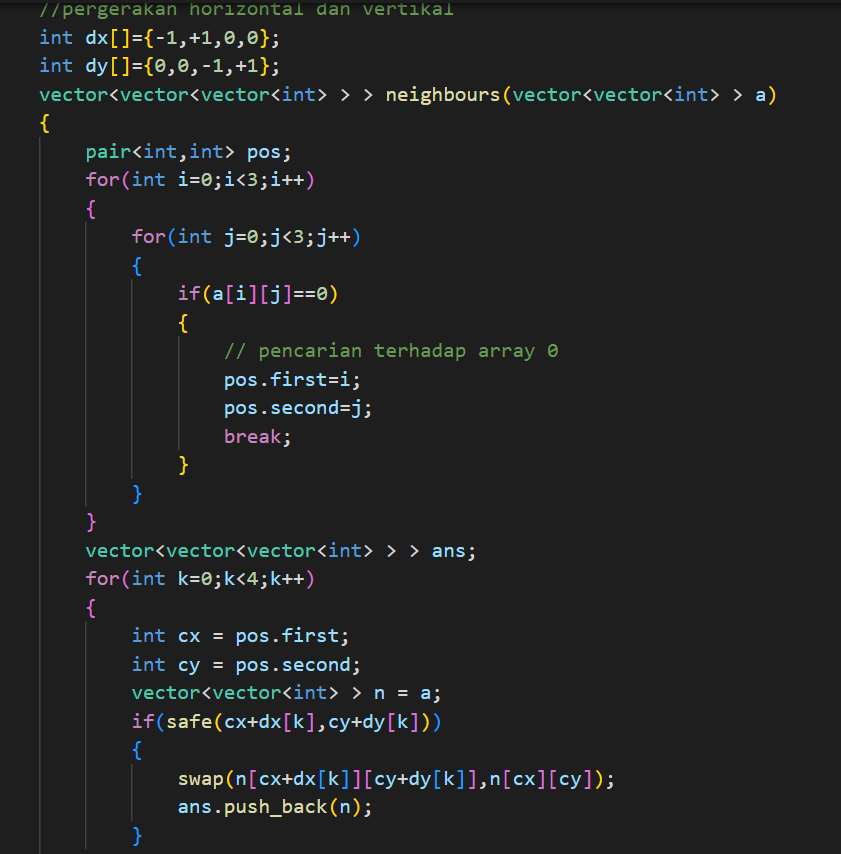 //pergerakan horizontal dan vertikal
int dx[]={-1,+1,0,0};
int dy[]={0,0,-1,+1};
vector<vector<vector<int> > > neighbours(vector<vector<int> > a)
{
    pair<int,int> pos;
    for(int i=0;i<3;i++)
    {
        for(int j=0;j<3;j++)
        {
            if(a[i][j]==0)
            {
                // pencarian terhadap array 0
                pos.first=i;
                pos.second=j;
                break;
            }
        }
    }
    vector<vector<vector<int> > > ans;
    for(int k=0;k<4;k++)
    {
        int cx = pos.first;
        int cy = pos.second;
        vector<vector<int> > n = a;
        if(safe(cx+dx[k],cy+dy[k]))
        {
            swap(n[cx+dx[k]][cy+dy[k]],n[cx][cy]);
            ans.push_back(n);
        }